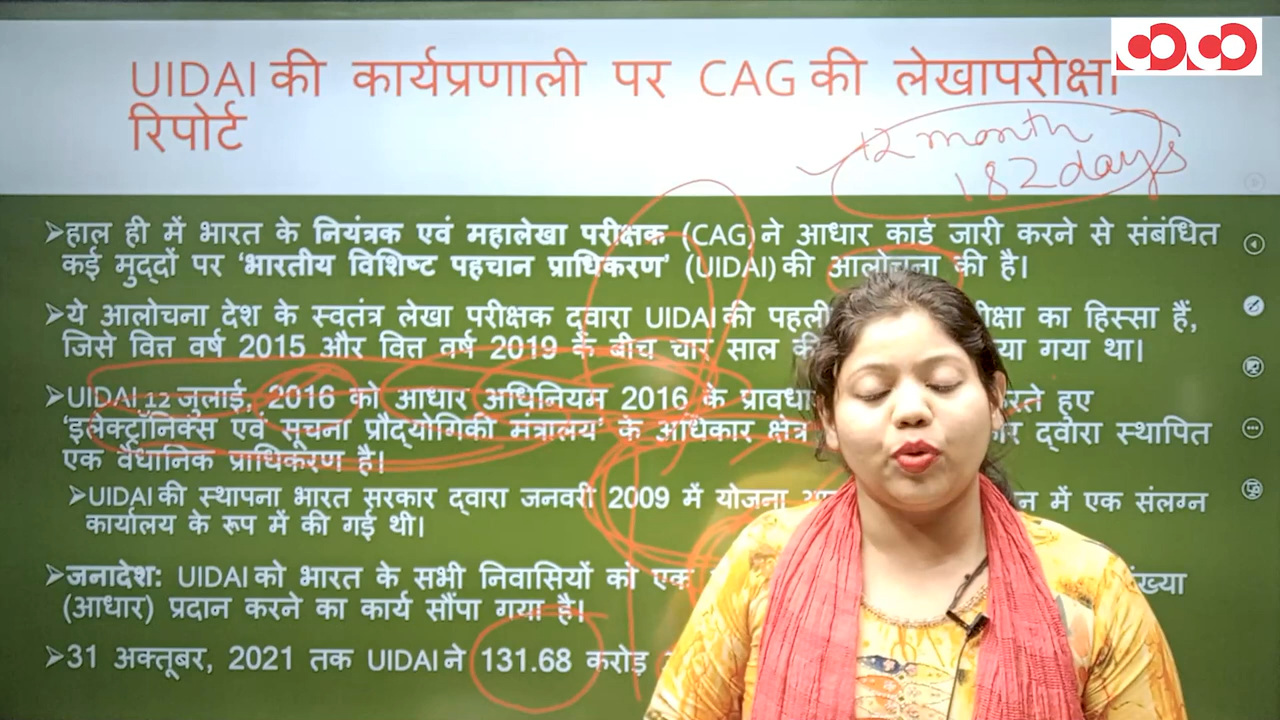 UIDAI की कार्यप्रणाली पर CAG की लेखापरीक्षा
रिपोर्ट
12 month
182 days
➤हाल ही में भारत के नियंत्रक एवं महालेखा परीक्षक (CAG) ने आधार कार्ड जारी करने से संबंधित
कई मुद्दों पर ‘भारतीय विशिष्ट पहचान प्राधिकरण’ (UIDAI) की आलोचना की है।
➤ये आलोचना देश के स्वतंत्र लेखा परीक्षक द्वारा UIDAI की पहली का हिस्सा हैं,
जिसे वित्त वर्ष 2015 और वित्त वर्ष 2019 के बीच चार साल गया था।
➤UIDAI 12 जुलाई, 2016 को आधार अधिनियम 2016 के हुए
‘इलेक्ट्रॉनिक्स एवं सूचना प्रौद्योगिकी मंत्रालय’ के अधिकार क्षेत्र द्वारा स्थापित
एक वैधानिक प्राधिकरण है।
➤UIDAI की स्थापना भारत सरकार द्वारा जनवरी 2009 में योजना में एक संलग्न
कार्यालय के रूप में की गई थी।
➤जनादेश: UIDAI को भारत के सभी निवासियों को एक
(आधार) प्रदान करने का कार्य सौंपा गया है।
➤31 अक्तूबर, 2021 तक UIDAI ने 131.68 करोड़